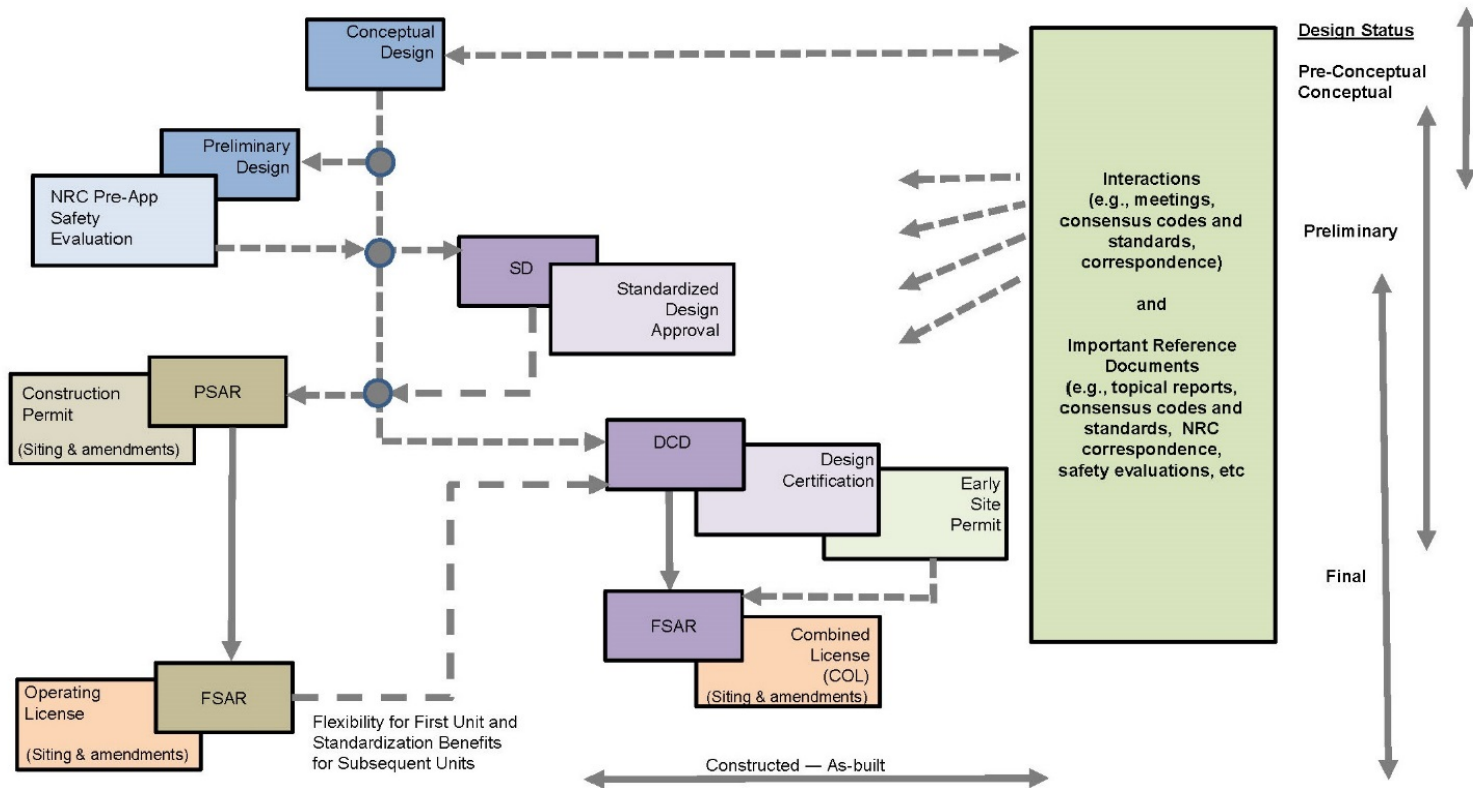 Conceptual
Design
Preliminary
Design
NRC Pre-App
Safety
Evaluation
SD
Standardized
Design
Approval
PSAR
Construction
Permit
(Siting & amendments)
DCD
Design
Certification
Early
Site
Permit
FSAR
Combined
License
(COL)
(Siting & amendments)
FSAR
Operating
License
(Siting & amendments)
Flexibility for First Unit and
Standardization Benefits
for Subsequent Units
Constructed — As-built
Interactions
(e.g., meetings,
consensus codes and
standards,
correspondence)
and
Important Reference
Documents
(e.g., topical reports,
consensus codes and
standards, NRC
correspondence,
safety evaluations, etc
Design Status
Pre-Conceptual
Conceptual
Preliminary
Final